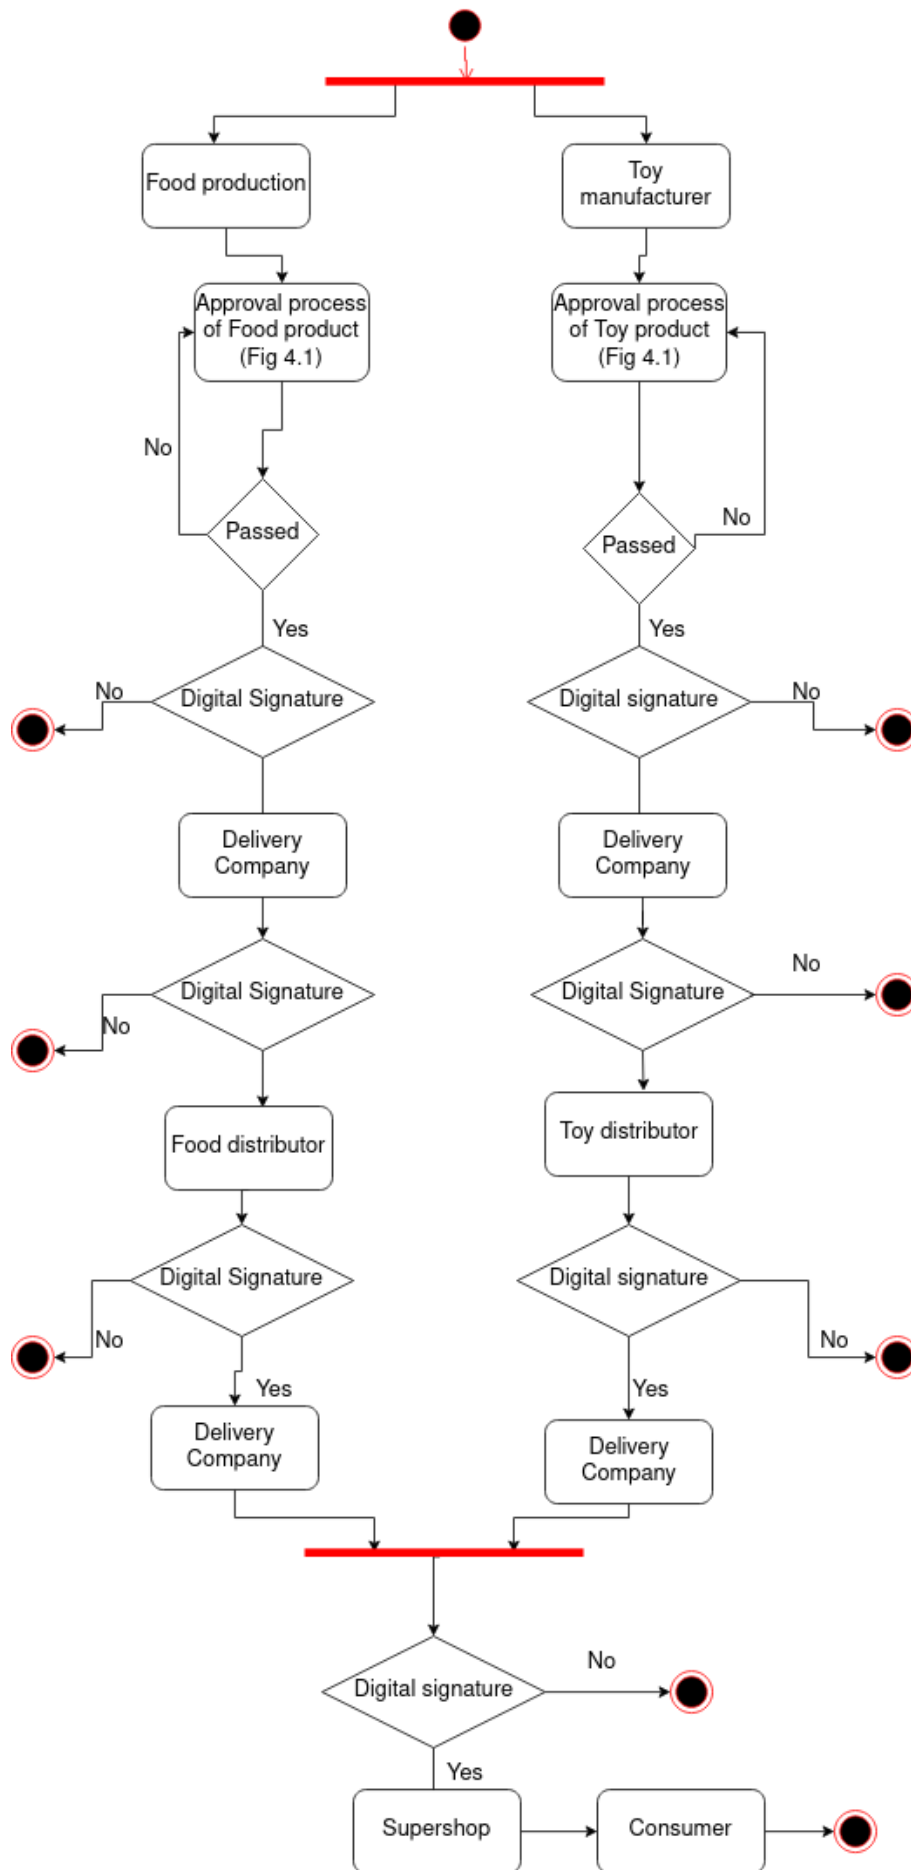 Food production
Toy
manufacturer
Approval process
of Food product
(Fig 4.1)
Approval process
of Toy product
(Fig 4.1)
No
No
Passed
Passed
Yes
Yes
No
Digital Signature
Digital signature
No
Delivery
Company
Delivery
Company
Digital Signature
No
Digital Signature
No
Food distributor
Toy distributor
Digital Signature
No
Digital signature
No
Yes
Yes
Delivery
Company
Delivery
Company
Digital signature
No
Yes
Supershop
Consumer